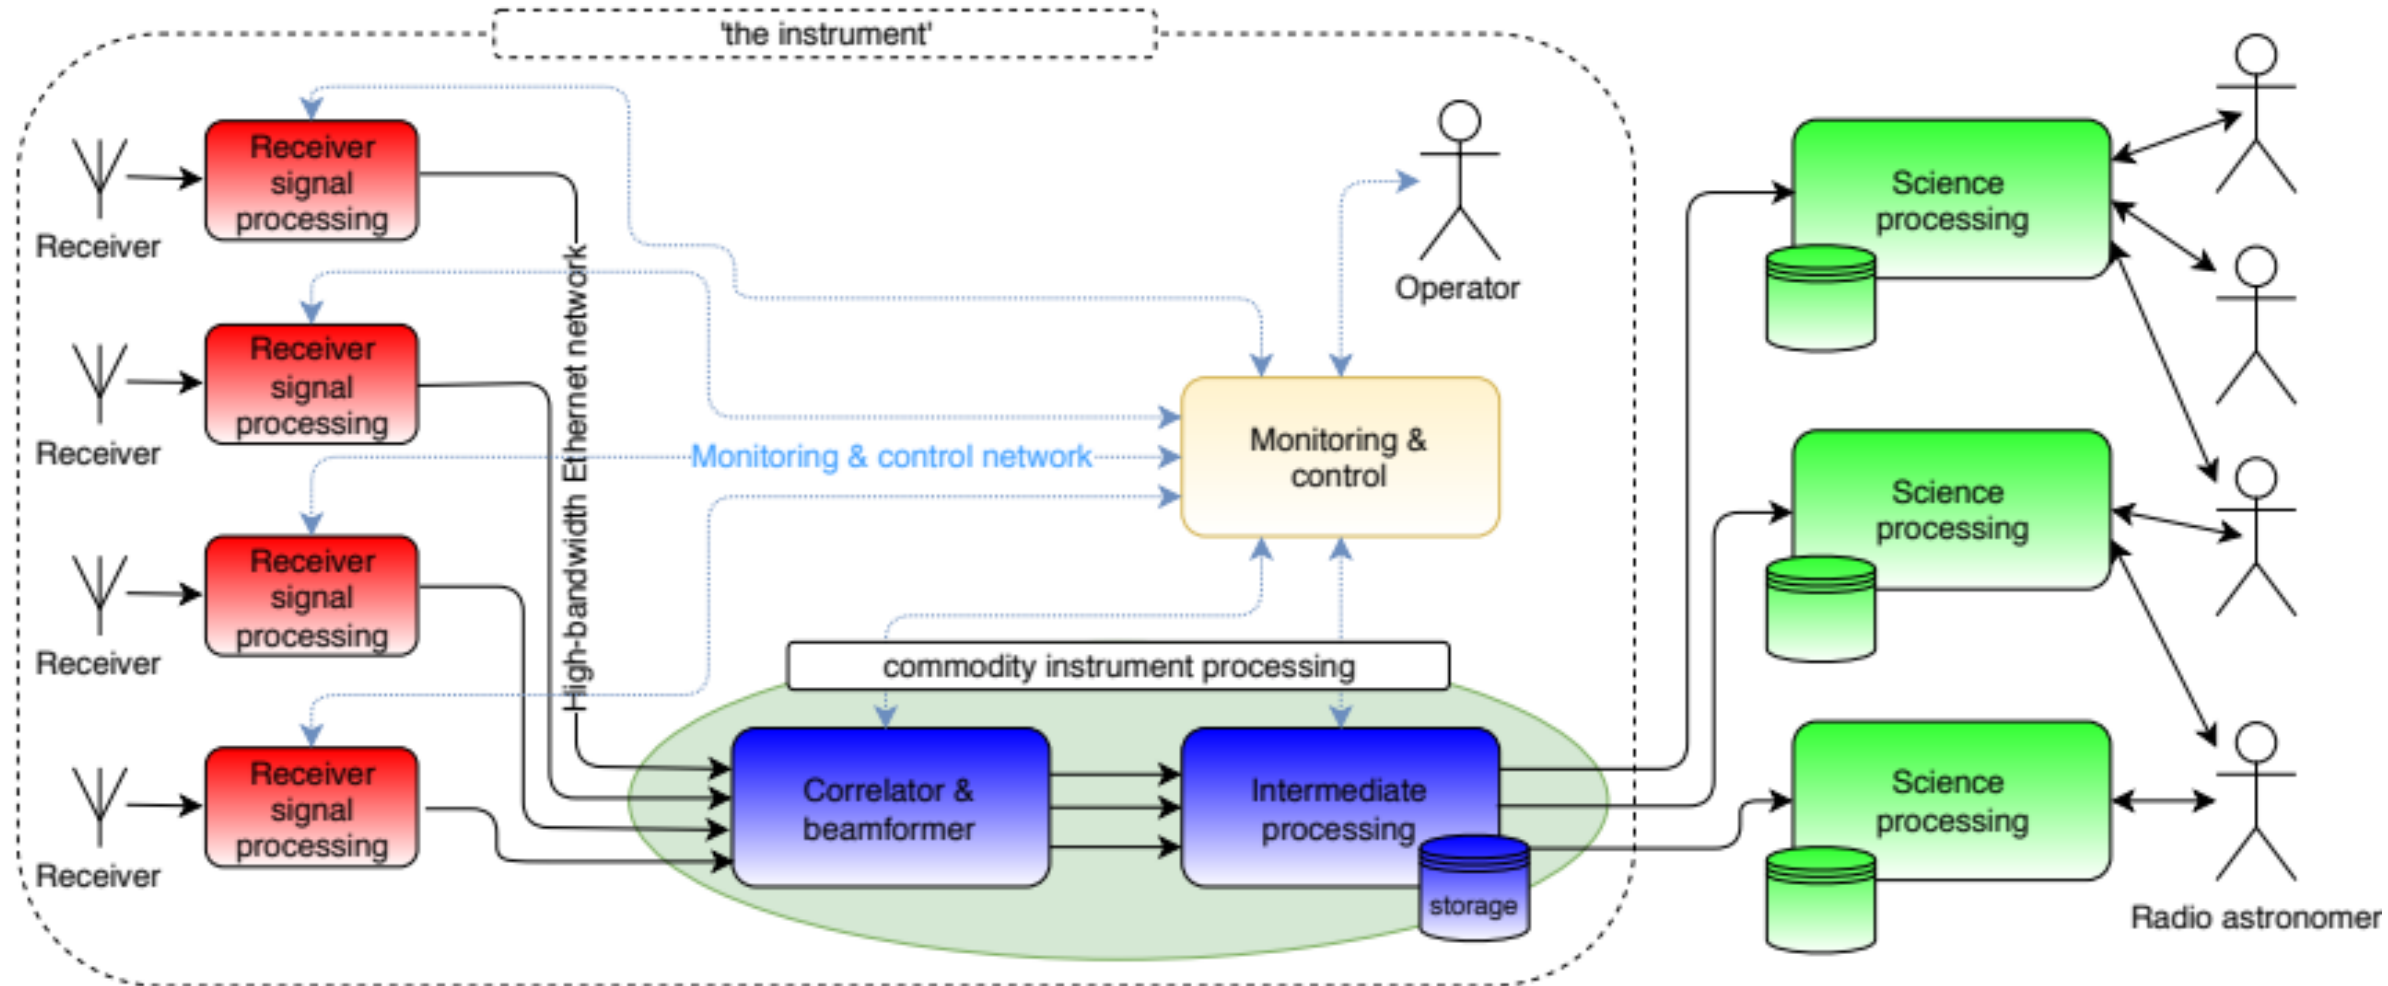 'the instrument'
Receiver
signal
processing
Receiver
Receiver
signal
processing
Receiver
Receiver
signal
processing
Receiver
Receiver
signal
processing
Receiver
High-bandwidth Ethernet network
Monitoring & control network
Operator
Monitoring &
control
commodity instrument processing
Correlator &
beamformer
Intermediate
processing
storage
Science
processing
Science
processing
Science
processing
Radio astronomer